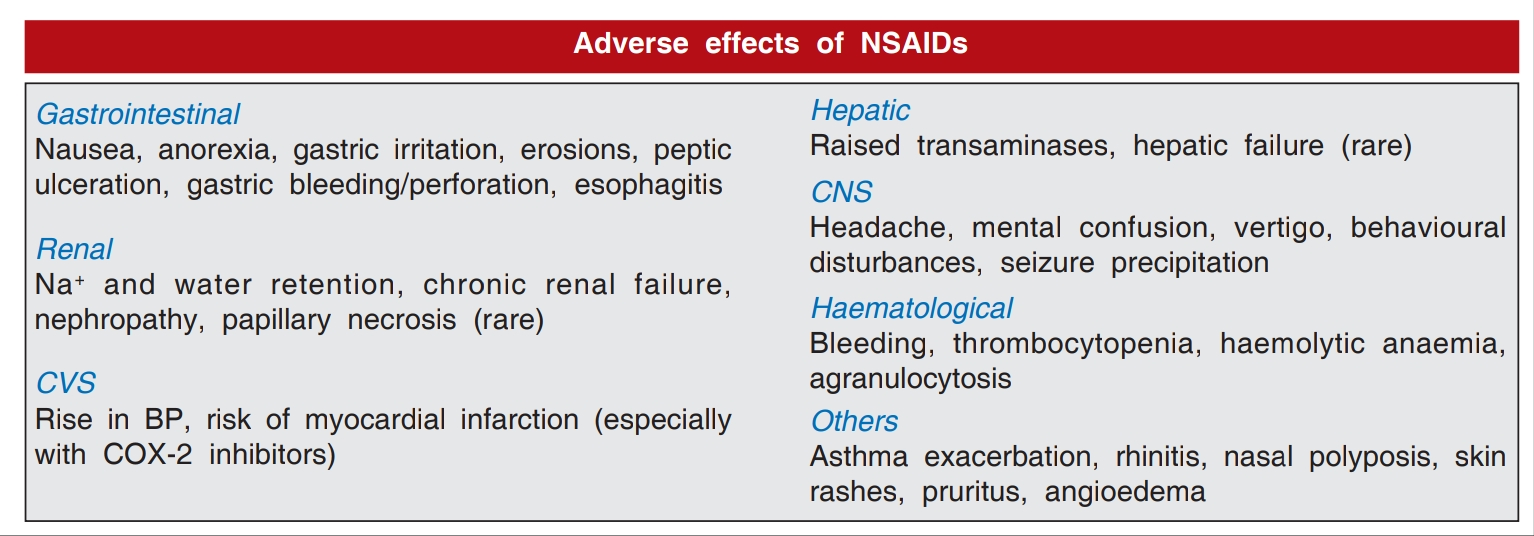 Adverse effects of NSAIDs
Gastrointestinal
Nausea, anorexia, gastric irritation, erosions, peptic
ulceration, gastric bleeding/perforation, esophagitis
Renal
Na⁺ and water retention, chronic renal failure,
nephropathy, papillary necrosis (rare)
CVS
Rise in BP, risk of myocardial infarction (especially
with COX-2 inhibitors)
Hepatic
Raised transaminases, hepatic failure (rare)
CNS
Headache, mental confusion, vertigo, behavioural
disturbances, seizure precipitation
Haematological
Bleeding, thrombocytopenia, haemolytic anaemia,
agranulocytosis
Others
Asthma exacerbation, rhinitis, nasal polyposis, skin
rashes, pruritus, angioedema